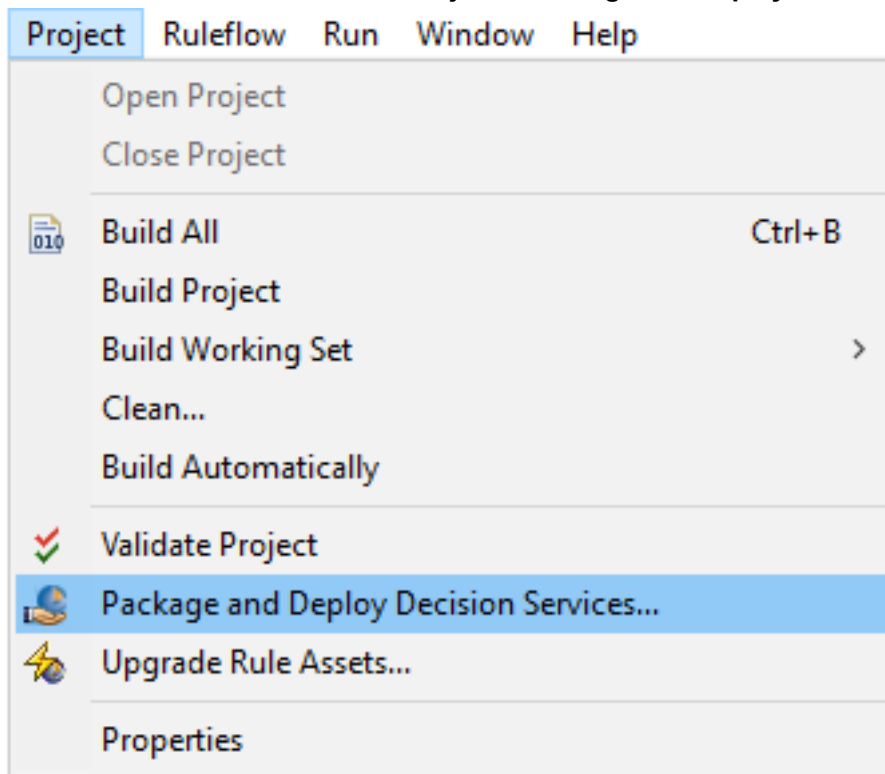 Project Ruleflow Run Window Help
Open Project
Close Project
010 Build All Ctrl+B
Build Project
Build Working Set >
Clean...
Build Automatically
Validate Project
Package and Deploy Decision Services...
Upgrade Rule Assets...
Properties